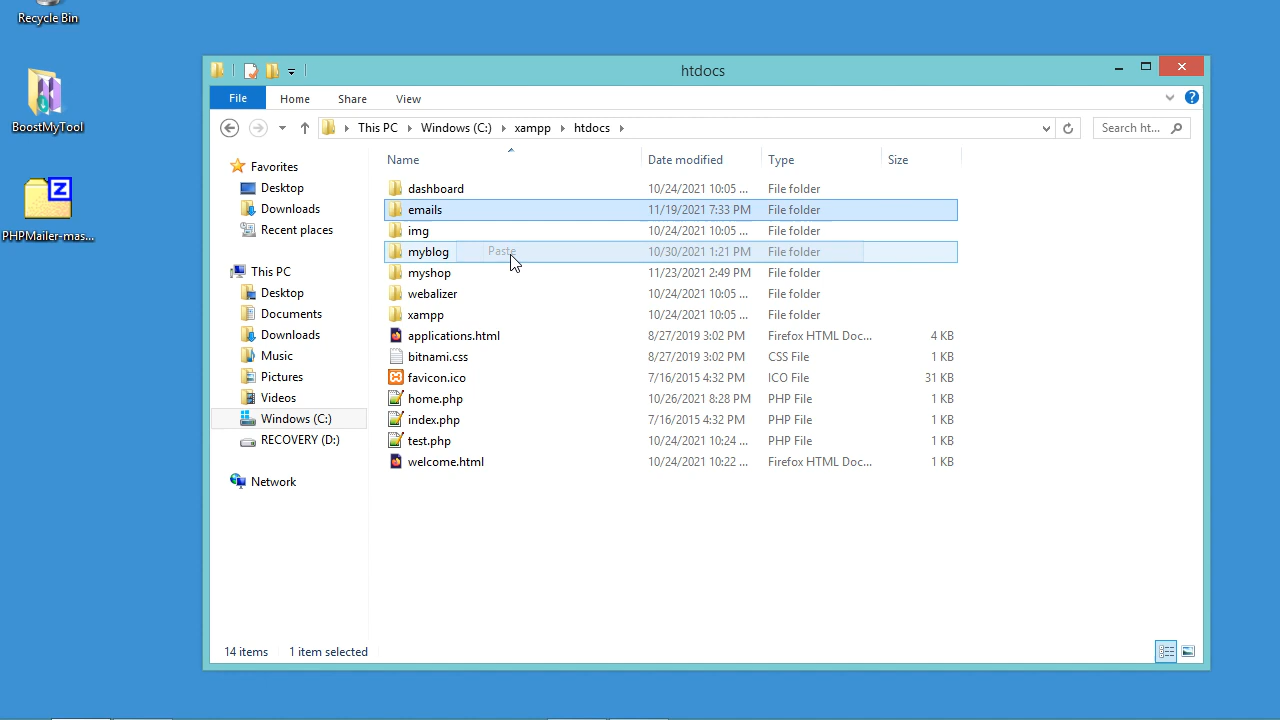 Recycle Bin
BoostMyTool
PHPMailer-mas...
htdocs
File Home Share View
This PC Windows (C:) xampp htdocs
Search ht...
Favorites
Desktop
Downloads
Recent places
This PC
Desktop
Documents
Downloads
Music
Pictures
Videos
Windows (C:)
RECOVERY (D:)
Network
Name Date modified Type Size
dashboard 10/24/2021 10:05 ... File folder
emails 11/19/2021 7:33 PM File folder
img 10/24/2021 10:05 ... File folder
myblog Paste 10/30/2021 1:21 PM File folder
myshop 11/23/2021 2:49 PM File folder
webalizer 10/24/2021 10:05 ... File folder
xampp 10/24/2021 10:05 ... File folder
applications.html 8/27/2019 3:02 PM Firefox HTML Doc... 4 KB
bitnami.css 8/27/2019 3:02 PM CSS File 1 KB
favicon.ico 7/16/2015 4:32 PM ICO File 31 KB
home.php 10/26/2021 8:28 PM PHP File 1 KB
index.php 7/16/2015 4:32 PM PHP File 1 KB
test.php 10/24/2021 10:24 ... PHP File 1 KB
welcome.html 10/24/2021 10:22 ... Firefox HTML Doc... 1 KB
14 items 1 item selected